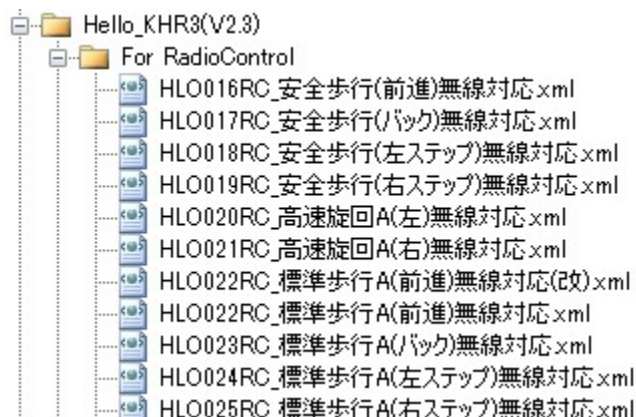 Hello_KHR3(V2.3)
For RadioControl
HLO016RC_安全歩行(前進)無線対応.xml
HLO017RC_安全歩行(バック)無線対応.xml
HLO018RC_安全歩行(左ステップ)無線対応.xml
HLO019RC_安全歩行(右ステップ)無線対応.xml
HLO020RC_高速旋回A(左)無線対応.xml
HLO021RC_高速旋回A(右)無線対応.xml
HLO022RC_標準歩行A(前進)無線対応(改).xml
HLO022RC_標準歩行A(前進)無線対応.xml
HLO023RC_標準歩行A(バック)無線対応.xml
HLO024RC_標準歩行A(左ステップ)無線対応.xml
HLO025RC_標準歩行A(右ステップ)無線対応.xml